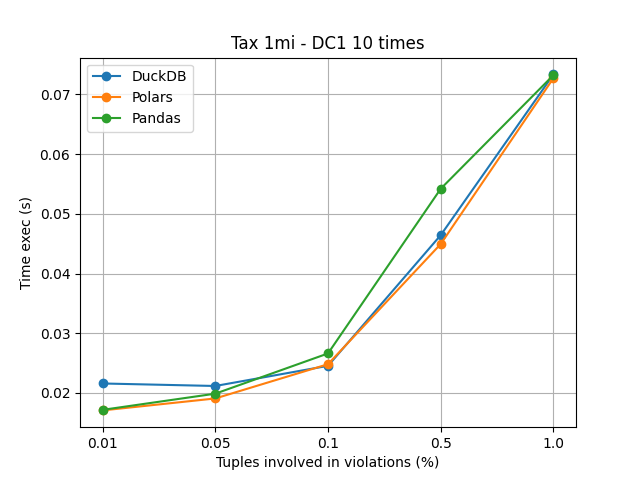 Tax 1mi - DC1 10 times
DuckDB
Polars
Pandas
0.07
0.06
0.05
0.04
0.03
0.02
Time exec (s)
0.01 0.05 0.1 0.5 1.0
Tuples involved in violations (%)